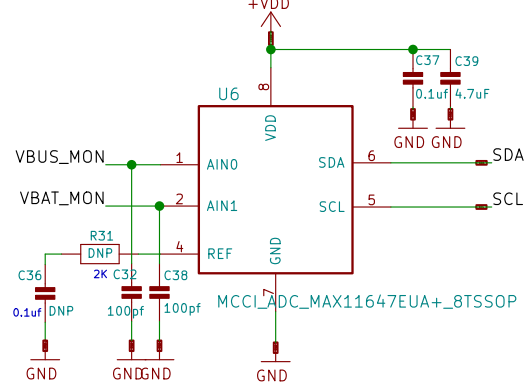 +VDD
C37
C39
0.1uf
4.7uF
GND
GND
U6
8
VDD
VBUS_MON
1
AIN0
SDA
6
SDA
VBAT_MON
2
AIN1
SCL
5
SCL
R31
DNP
2K
4
REF
GND
7
C36
0.1uf
DNP
C32
100pf
C38
100pf
MCCI_ADC_MAX11647EUA+_8TSSOP
GND
GND
GND
GND